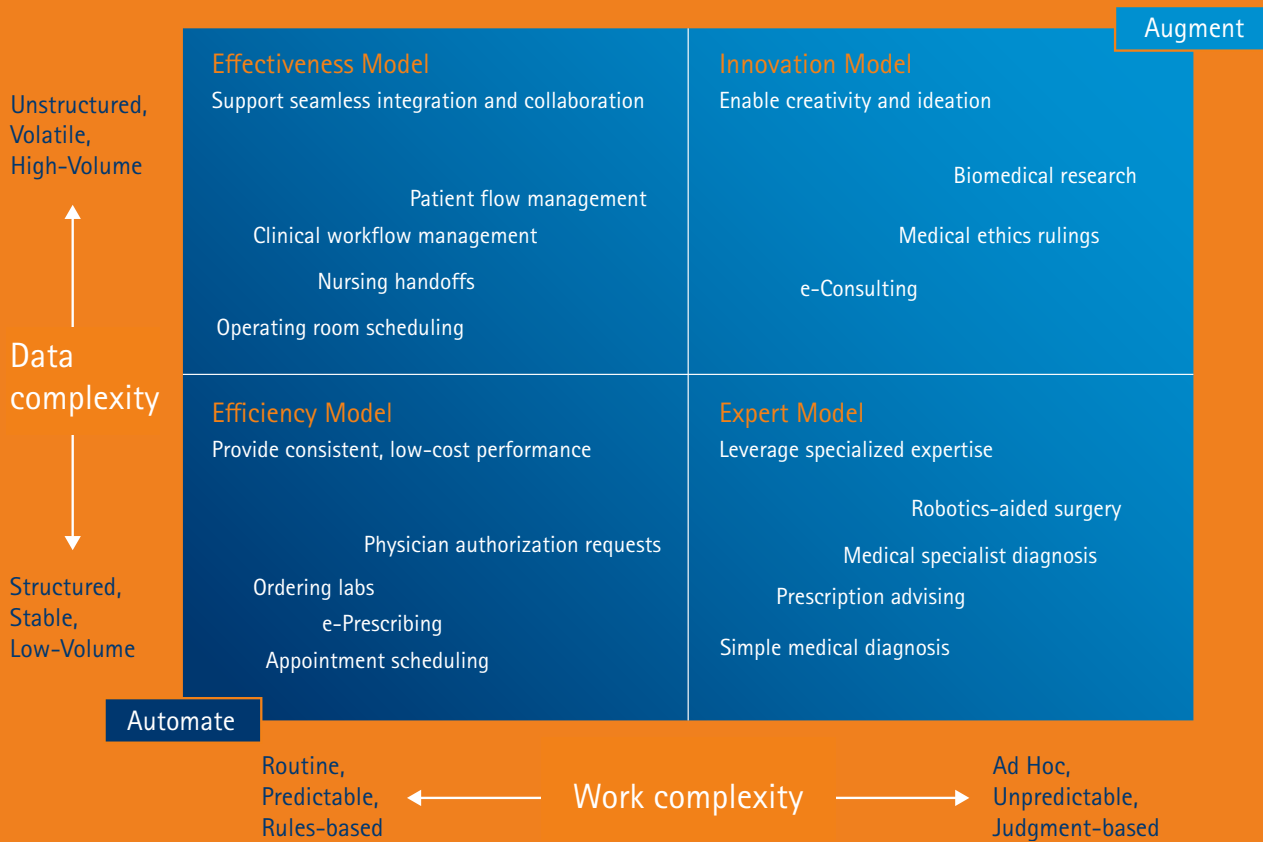 Augment
Effectiveness Model
Support seamless integration and collaboration
Patient flow management
Clinical workflow management
Nursing handoffs
Operating room scheduling
Innovation Model
Enable creativity and ideation
Biomedical research
Medical ethics rulings
e-Consulting
Unstructured,
Volatile,
High-Volume
Data
complexity
Structured,
Stable,
Low-Volume
Efficiency Model
Provide consistent, low-cost performance
Physician authorization requests
Ordering labs
e-Prescribing
Appointment scheduling
Expert Model
Leverage specialized expertise
Robotics-aided surgery
Medical specialist diagnosis
Prescription advising
Simple medical diagnosis
Automate
Routine,
Predictable,
Rules-based
Work complexity
Ad Hoc,
Unpredictable,
Judgment-based